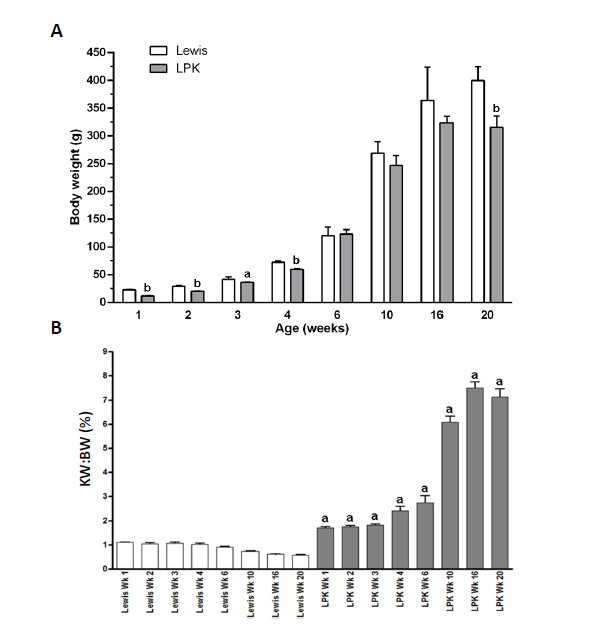 A
Lewis
LPK
450
400
350
300
250
200
150
100
50
0
Body weight (g)
b b a b b
1 2 3 4 6 10 16 20
Age (weeks)
B
9
8
7
6
5
4
3
2
1
0
KW:BW (%)
a a a a a a a a
Lewis Wk 1
Lewis Wk 2
Lewis Wk 3
Lewis Wk 4
Lewis Wk 6
Lewis Wk 10
Lewis Wk 16
Lewis Wk 20
LPK Wk 1
LPK Wk 2
LPK Wk 3
LPK Wk 4
LPK Wk 6
LPK Wk 10
LPK Wk 16
LPK Wk 20